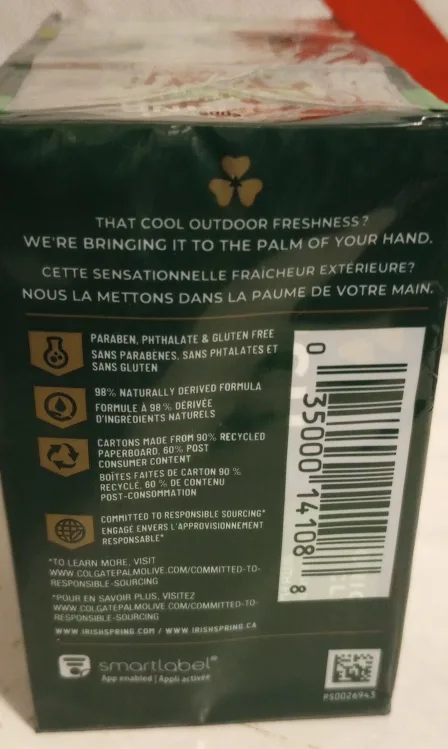 THAT COOL OUTDOOR FRESHNESS?
WE'RE BRINGING IT TO THE PALM OF YOUR HAND.
CETTE SENSATIONNELLE FRAÎCHEUR EXTÉRIEURE?
NOUS LA METTONS DANS LA PAUME DE VOTRE MAIN.
PARABEN, PHTHALATE & GLUTEN FREE
SANS PARABÈNES, SANS PHTALATES ET
SANS GLUTEN
98% NATURALLY DERIVED FORMULA
FORMULE À 98 % DÉRIVÉE
D'INGRÉDIENTS NATURELS
CARTONS MADE FROM 90% RECYCLED
PAPERBOARD, 60% POST
CONSUMER CONTENT
BOÎTES FAITES DE CARTON 90 %
RECYCLÉ, 60 % DE CONTENU
POST-CONSOMMATION
COMMITTED TO RESPONSIBLE SOURCING*
ENGAGÉ ENVERS L'APPROVISIONNEMENT
RESPONSABLE*
*TO LEARN MORE, VISIT
WWW.COLGATEPALMOLIVE.COM/COMMITTED-TO-
RESPONSIBLE-SOURCING
*POUR EN SAVOIR PLUS, VISITEZ
WWW.COLGATEPALMOLIVE.COM/COMMITTED-TO-
RESPONSIBLE-SOURCING
WWW.IRISHSPRING.COM / WWW.IRISHSPRING.CA
smartlabel®
App enabled | Appli activée
0 35000 14108 8
P50026943